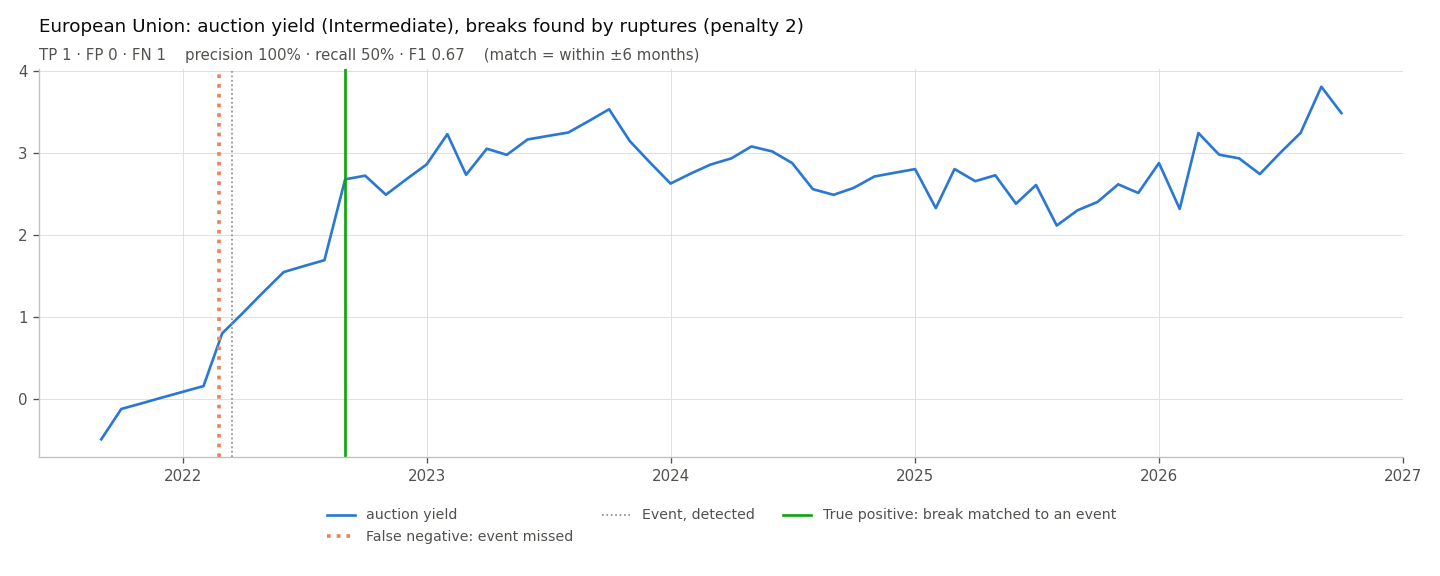 European Union: auction yield (Intermediate), breaks found by ruptures (penalty 2)
TP 1 · FP 0 · FN 1    precision 100% · recall 50% · F1 0.67    (match = within ±6 months)
4
3
2
1
0
2022
2023
2024
2025
2026
2027
auction yield
Event, detected
True positive: break matched to an event
False negative: event missed